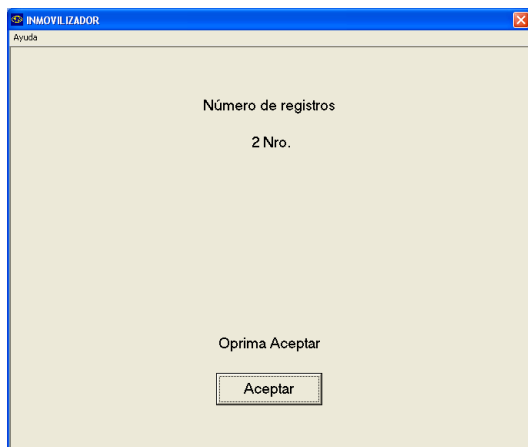 INMOVILIZADOR
Ayuda
Número de registros
2 Nro.
Oprima Aceptar
Aceptar